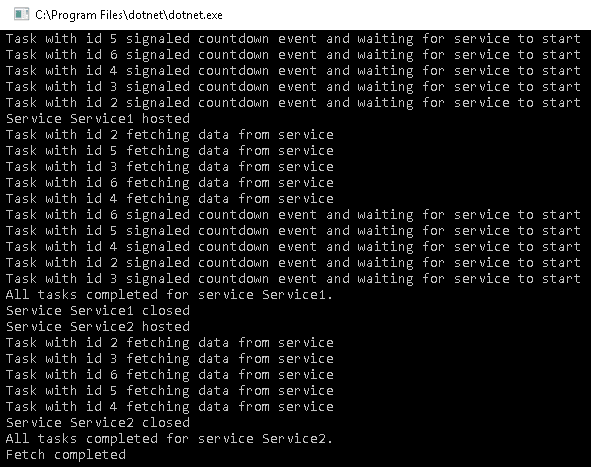 C:\Program Files\dotnet\dotnet.exe
Task with id 5 signaled countdown event and waiting for service to start
Task with id 6 signaled countdown event and waiting for service to start
Task with id 4 signaled countdown event and waiting for service to start
Task with id 3 signaled countdown event and waiting for service to start
Task with id 2 signaled countdown event and waiting for service to start
Service Service1 hosted
Task with id 2 fetching data from service
Task with id 5 fetching data from service
Task with id 3 fetching data from service
Task with id 6 fetching data from service
Task with id 4 fetching data from service
Task with id 6 signaled countdown event and waiting for service to start
Task with id 5 signaled countdown event and waiting for service to start
Task with id 4 signaled countdown event and waiting for service to start
Task with id 2 signaled countdown event and waiting for service to start
Task with id 3 signaled countdown event and waiting for service to start
All tasks completed for service Service1.
Service Service1 closed
Service Service2 hosted
Task with id 2 fetching data from service
Task with id 3 fetching data from service
Task with id 6 fetching data from service
Task with id 5 fetching data from service
Task with id 4 fetching data from service
Service Service2 closed
All tasks completed for service Service2.
Fetch completed